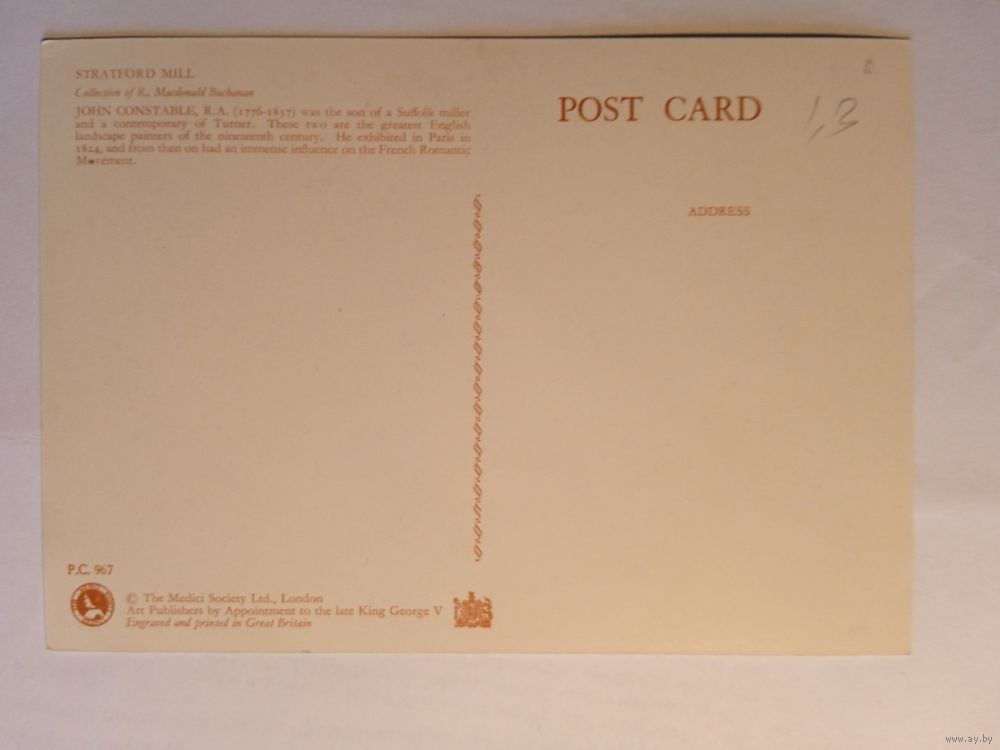 STRATFORD MILL
Collection of R. Macdonald Buchanan
JOHN CONSTABLE, R.A. (1776-1837) was the son of a Suffolk miller
and a contemporary of Turner. These two are the greatest English
landscape painters of the nineteenth century. He exhibited in Paris in
1824, and from then on had an immense influence on the French Romantic
Movement.
POST CARD
1,3
ADDRESS
P.C. 967
© The Medici Society Ltd., London
Art Publishers by Appointment to the late King George V
Engraved and printed in Great Britain
www.ay.by